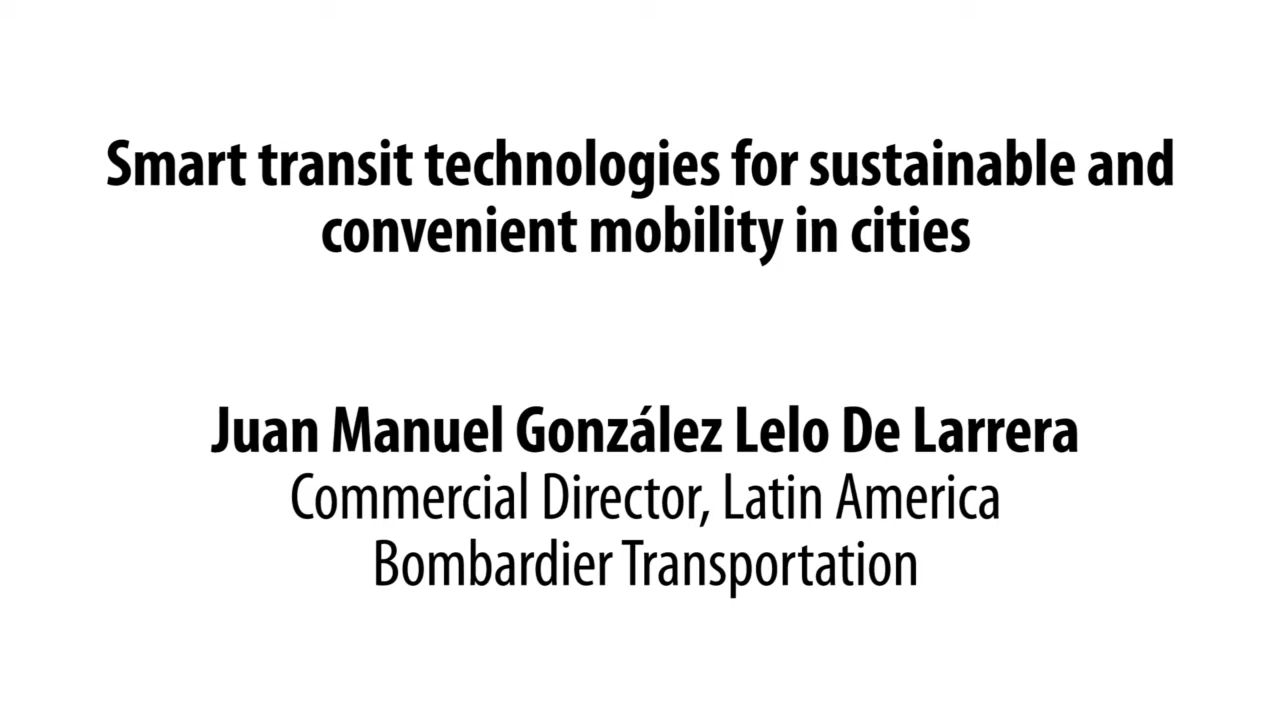 Smart transit technologies for sustainable and
convenient mobility in cities
Juan Manuel González Lelo De Larrera
Commercial Director, Latin America
Bombardier Transportation